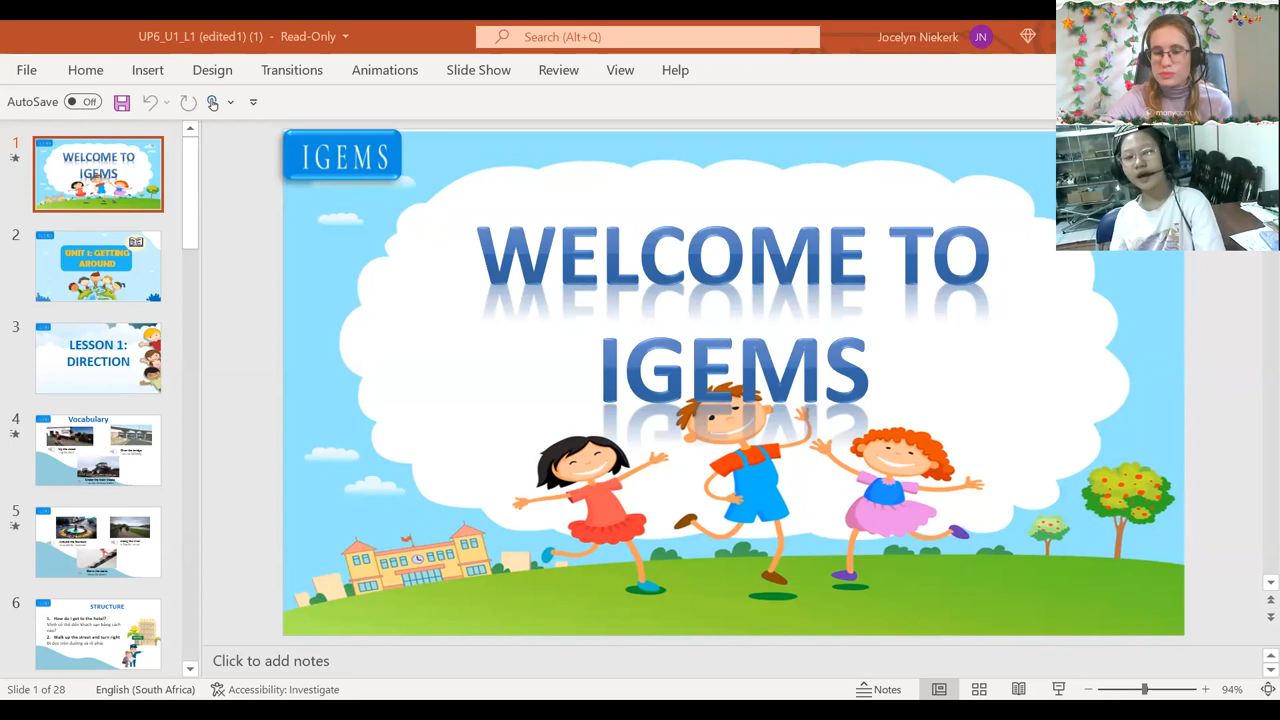 UP6_U1_L1 (edited1) (1) - Read-Only
Search (Alt+Q)
Jocelyn Niekerk JN
File Home Insert Design Transitions Animations Slide Show Review View Help
AutoSave Off
1
WELCOME TO
IGEMS
2
UNIT 1: GETTING
AROUND
3
LESSON 1:
DIRECTION
4
Vocabulary
5
6
STRUCTURE
1. How do I get to the hotel?
2. Walk up the street and turn right
IGEMS
WELCOME TO
IGEMS
manycam
Click to add notes
Slide 1 of 28 English (South Africa) Accessibility: Investigate Notes 94%